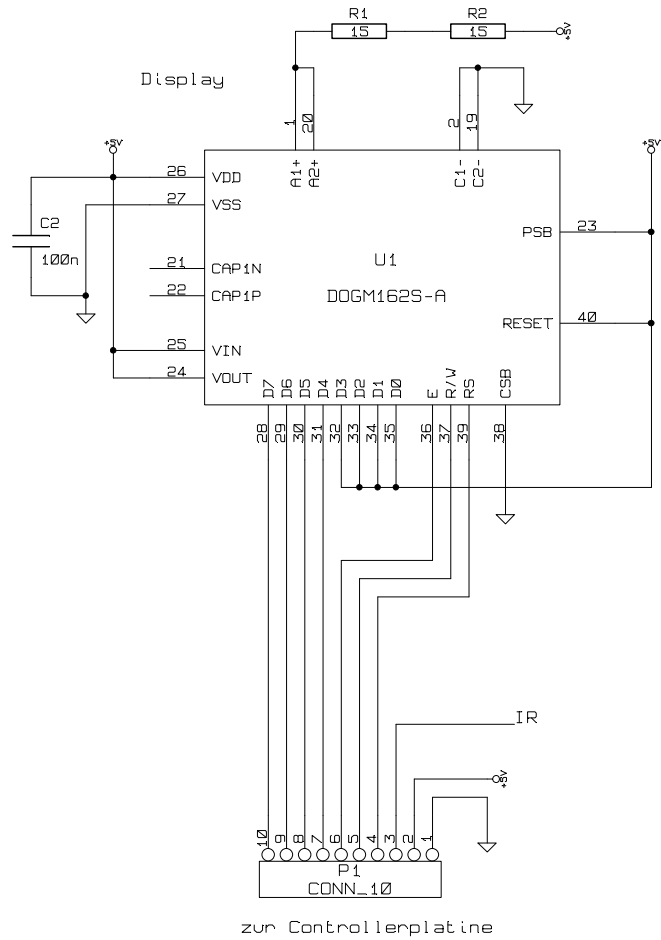 R1
R2
15
15
+5V
Display
1
20
2
19
+5V
+5V
A1+
A2+
C1-
C2-
26
VDD
27
VSS
C2
100n
PSB
23
U1
21
CAP1N
22
CAP1P
DOGM162S-A
RESET
40
25
VIN
24
VOUT
D7
D6
D5
D4
D3
D2
D1
D0
E
R/W
RS
CSB
28
29
30
31
32
33
34
35
36
37
39
38
IR
+5V
10
9
8
7
6
5
4
3
2
1
P1
CONN_10
zur Controllerplatine